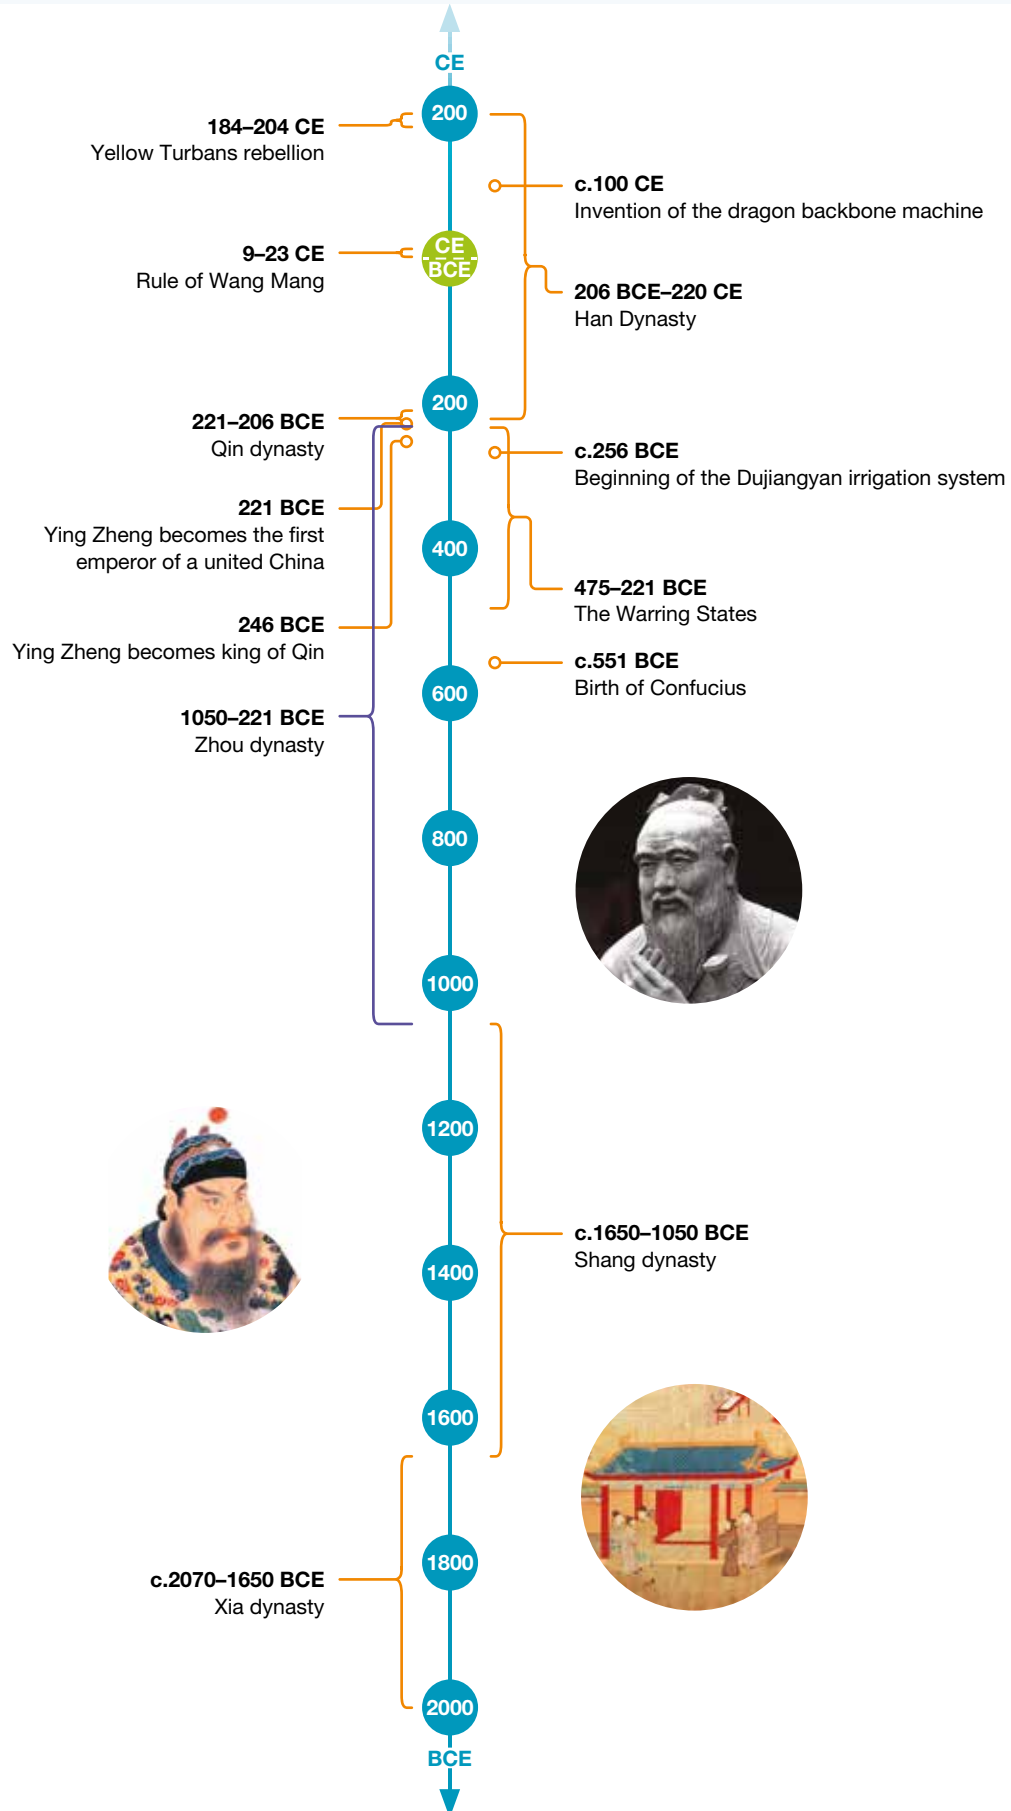 CE
200
184–204 CE
Yellow Turbans rebellion
c.100 CE
Invention of the dragon backbone machine
9–23 CE
Rule of Wang Mang
CE
BCE
206 BCE–220 CE
Han Dynasty
200
221–206 BCE
Qin dynasty
c.256 BCE
Beginning of the Dujiangyan irrigation system
221 BCE
Ying Zheng becomes the first
emperor of a united China
400
475–221 BCE
The Warring States
246 BCE
Ying Zheng becomes king of Qin
c.551 BCE
Birth of Confucius
600
1050–221 BCE
Zhou dynasty
800
1000
1200
c.1650–1050 BCE
Shang dynasty
1400
1600
1800
c.2070–1650 BCE
Xia dynasty
2000
BCE